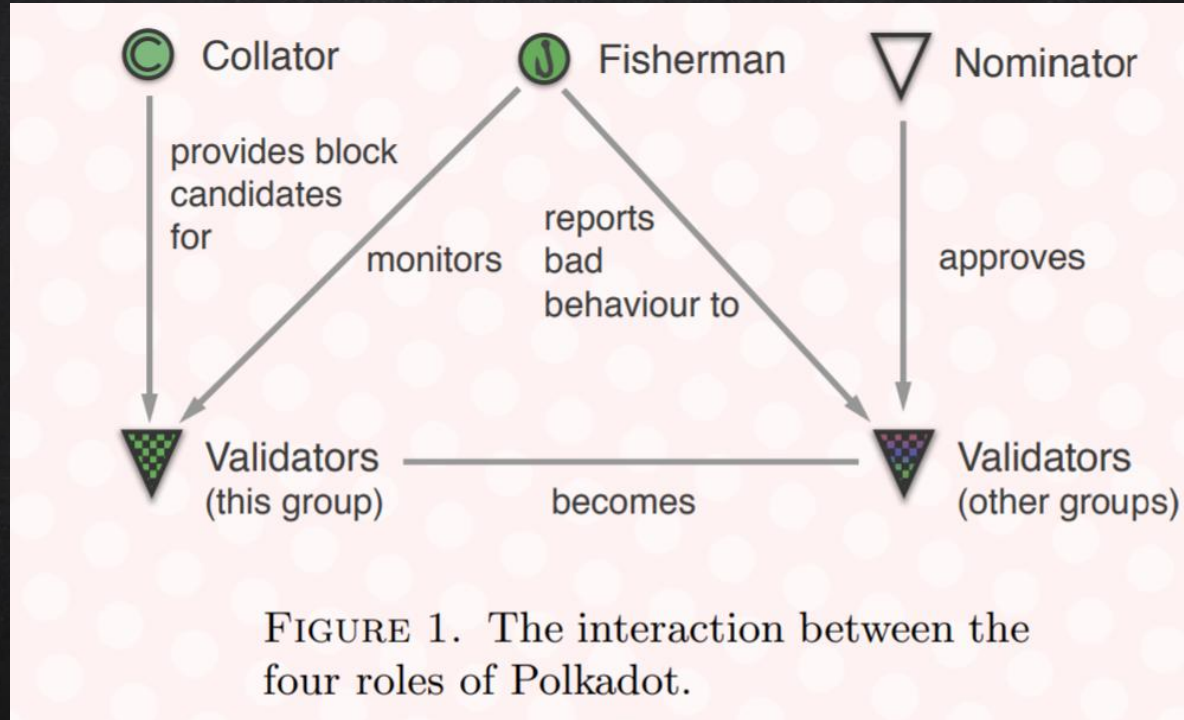 Collator
Fisherman
Nominator
provides block
candidates
for
monitors
reports
bad
behaviour to
approves
Validators
(this group)
becomes
Validators
(other groups)
FIGURE 1. The interaction between the
four roles of Polkadot.